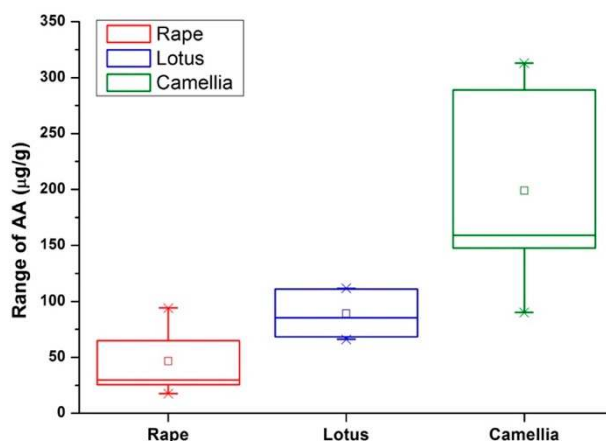 350
300
250
200
150
100
50
0
Range of AA (µg/g)
Rape
Lotus
Camellia
Rape
Lotus
Camellia